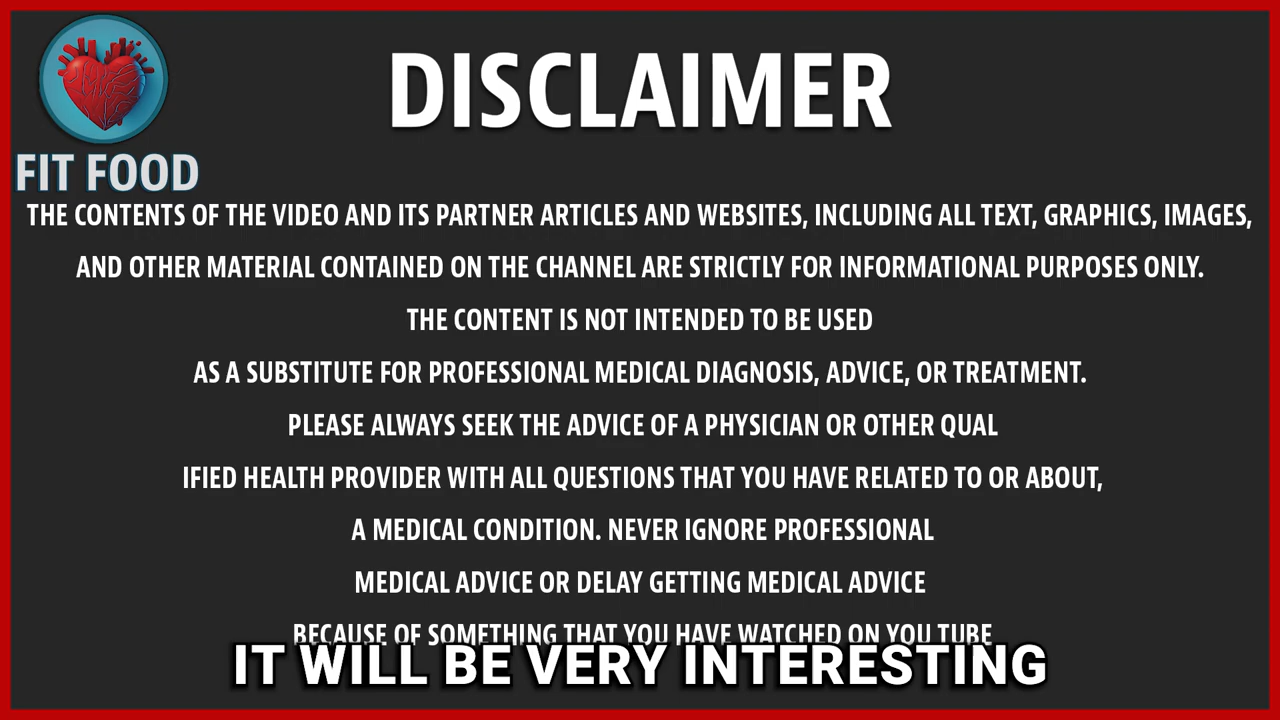 DISCLAIMER
FIT FOOD
THE CONTENTS OF THE VIDEO AND ITS PARTNER ARTICLES AND WEBSITES, INCLUDING ALL TEXT, GRAPHICS, IMAGES,
AND OTHER MATERIAL CONTAINED ON THE CHANNEL ARE STRICTLY FOR INFORMATIONAL PURPOSES ONLY.
THE CONTENT IS NOT INTENDED TO BE USED
AS A SUBSTITUTE FOR PROFESSIONAL MEDICAL DIAGNOSIS, ADVICE, OR TREATMENT.
PLEASE ALWAYS SEEK THE ADVICE OF A PHYSICIAN OR OTHER QUAL
IFIED HEALTH PROVIDER WITH ALL QUESTIONS THAT YOU HAVE RELATED TO OR ABOUT,
A MEDICAL CONDITION. NEVER IGNORE PROFESSIONAL
MEDICAL ADVICE OR DELAY GETTING MEDICAL ADVICE
BECAUSE OF SOMETHING THAT YOU HAVE WATCHED ON YOU TUBE
IT WILL BE VERY INTERESTING